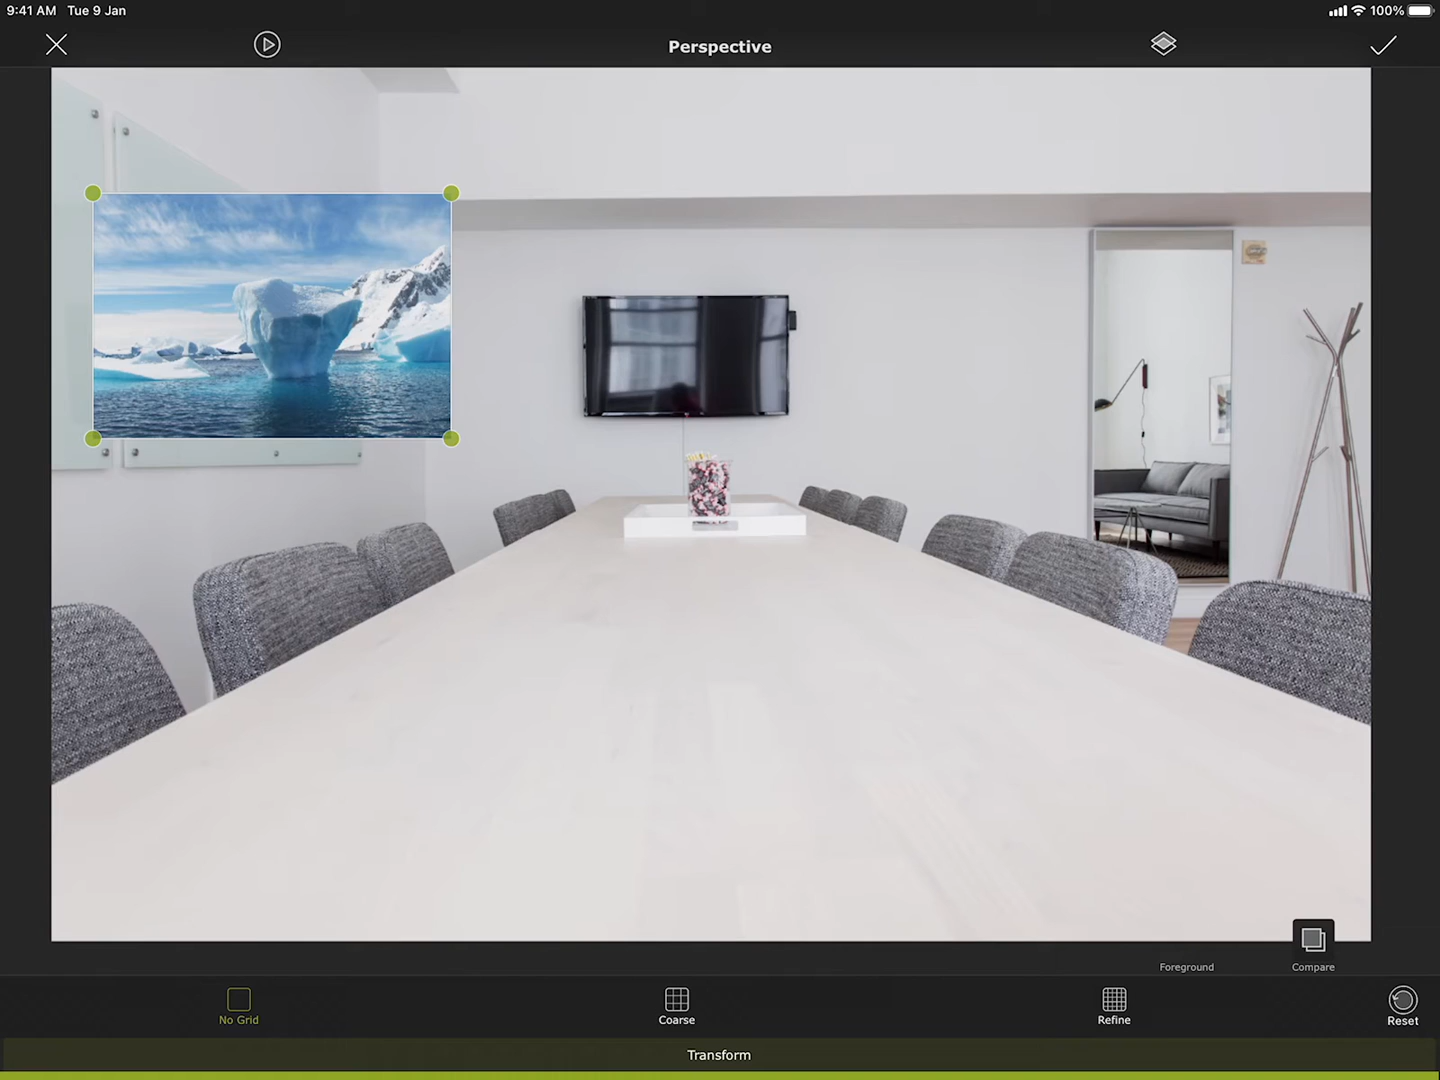 9:41 AM Tue 9 Jan
100%
Perspective
Foreground
Compare
No Grid
Coarse
Refine
Reset
Transform